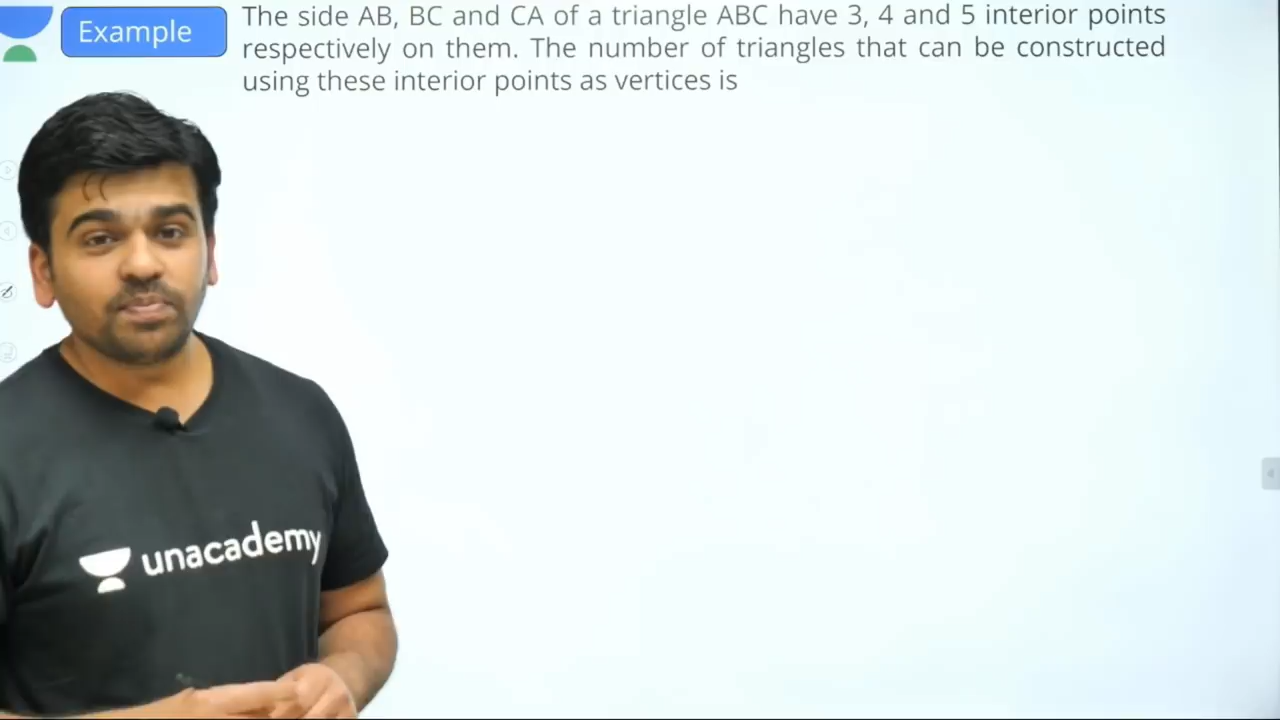 Example
The side AB, BC and CA of a triangle ABC have 3, 4 and 5 interior points
respectively on them. The number of triangles that can be constructed
using these interior points as vertices is
unacademy